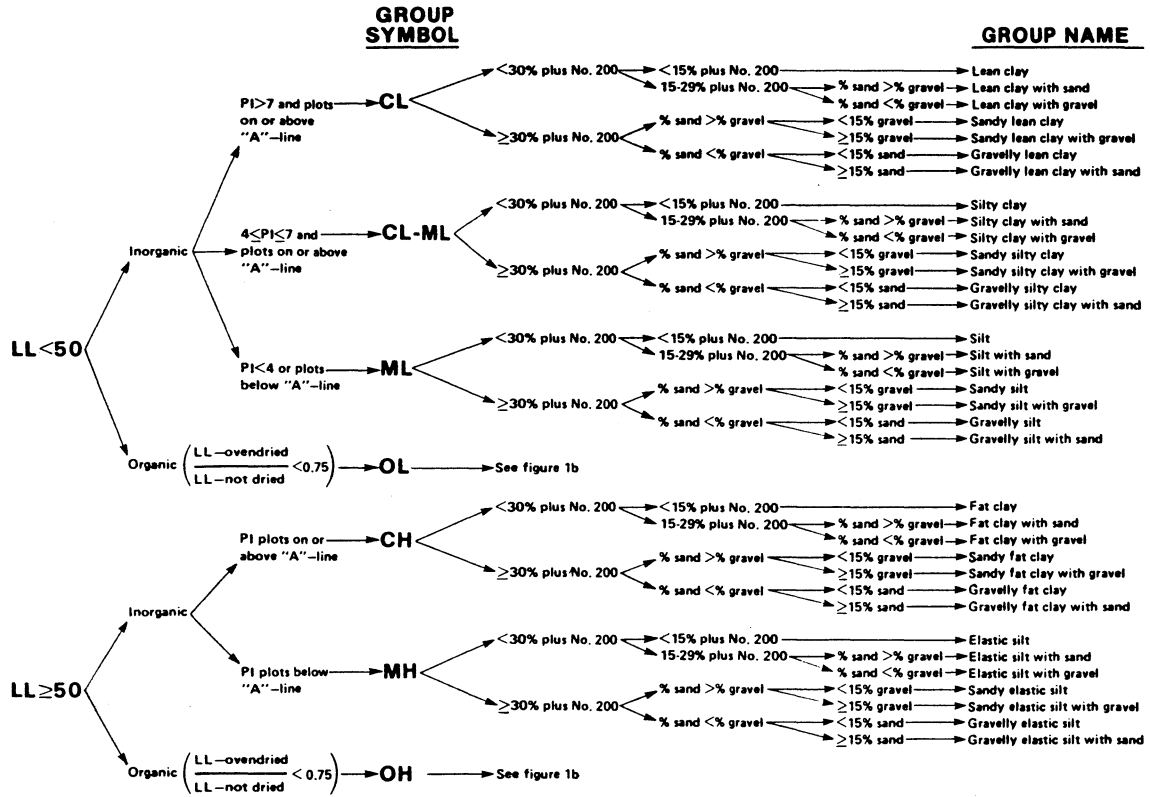 GROUP SYMBOL GROUP NAME
LL<50
Inorganic
PI>7 and plots on or above "A"-line
CL
<30% plus No. 200
<15% plus No. 200
Lean clay
15-29% plus No. 200
% sand >% gravel
Lean clay with sand
% sand <% gravel
Lean clay with gravel
≥30% plus No. 200
% sand >% gravel
<15% gravel
Sandy lean clay
≥15% gravel
Sandy lean clay with gravel
% sand <% gravel
<15% sand
Gravelly lean clay
≥15% sand
Gravelly lean clay with sand
4≤PI≤7 and plots on or above "A"-line
CL-ML
<30% plus No. 200
<15% plus No. 200
Silty clay
15-29% plus No. 200
% sand >% gravel
Silty clay with sand
% sand <% gravel
Silty clay with gravel
≥30% plus No. 200
% sand >% gravel
<15% gravel
Sandy silty clay
≥15% gravel
Sandy silty clay with gravel
% sand <% gravel
<15% sand
Gravelly silty clay
≥15% sand
Gravelly silty clay with sand
PI<4 or plots below "A"-line
ML
<30% plus No. 200
<15% plus No. 200
Silt
15-29% plus No. 200
% sand >% gravel
Silt with sand
% sand <% gravel
Silt with gravel
≥30% plus No. 200
% sand >% gravel
<15% gravel
Sandy silt
≥15% gravel
Sandy silt with gravel
% sand <% gravel
<15% sand
Gravelly silt
≥15% sand
Gravelly silt with sand
Organic (LL-ovendried / LL-not dried <0.75)
OL
See figure 1b
LL≥50
Inorganic
PI plots on or above "A"-line
CH
<30% plus No. 200
<15% plus No. 200
Fat clay
15-29% plus No. 200
% sand >% gravel
Fat clay with sand
% sand <% gravel
Fat clay with gravel
≥30% plus No. 200
% sand >% gravel
<15% gravel
Sandy fat clay
≥15% gravel
Sandy fat clay with gravel
% sand <% gravel
<15% sand
Gravelly fat clay
≥15% sand
Gravelly fat clay with sand
PI plots below "A"-line
MH
<30% plus No. 200
<15% plus No. 200
Elastic silt
15-29% plus No. 200
% sand >% gravel
Elastic silt with sand
% sand <% gravel
Elastic silt with gravel
≥30% plus No. 200
% sand >% gravel
<15% gravel
Sandy elastic silt
≥15% gravel
Sandy elastic silt with gravel
% sand <% gravel
<15% sand
Gravelly elastic silt
≥15% sand
Gravelly elastic silt with sand
Organic (LL-ovendried / LL-not dried < 0.75)
OH
See figure 1b